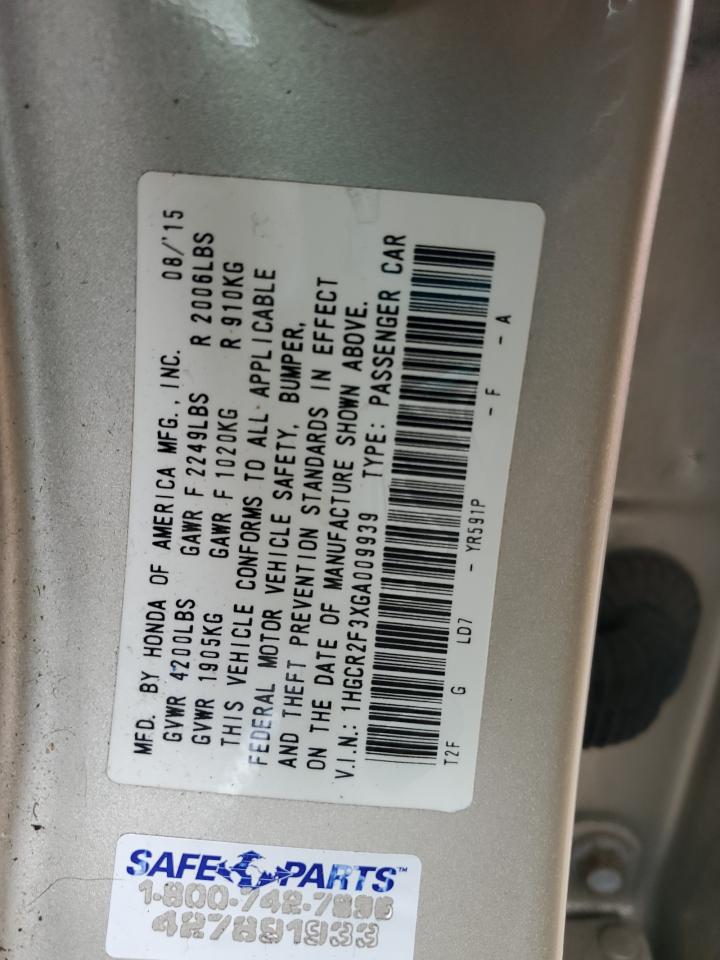 MFD. BY HONDA OF AMERICA MFG., INC. 08/'15
GVWR 4200LBS GAWR F 2249LBS R 2006LBS
GVWR 1905KG GAWR F 1020KG R 910KG
THIS VEHICLE CONFORMS TO ALL APPLICABLE
FEDERAL MOTOR VEHICLE SAFETY, BUMPER,
AND THEFT PREVENTION STANDARDS IN EFFECT
ON THE DATE OF MANUFACTURE SHOWN ABOVE.
V.I.N.: 1HGCR2F3XGA009939 TYPE: PASSENGER CAR
T2F G LD7 - YR591P - F - A
SAFE PARTS™
1-800-742-7896
427891933